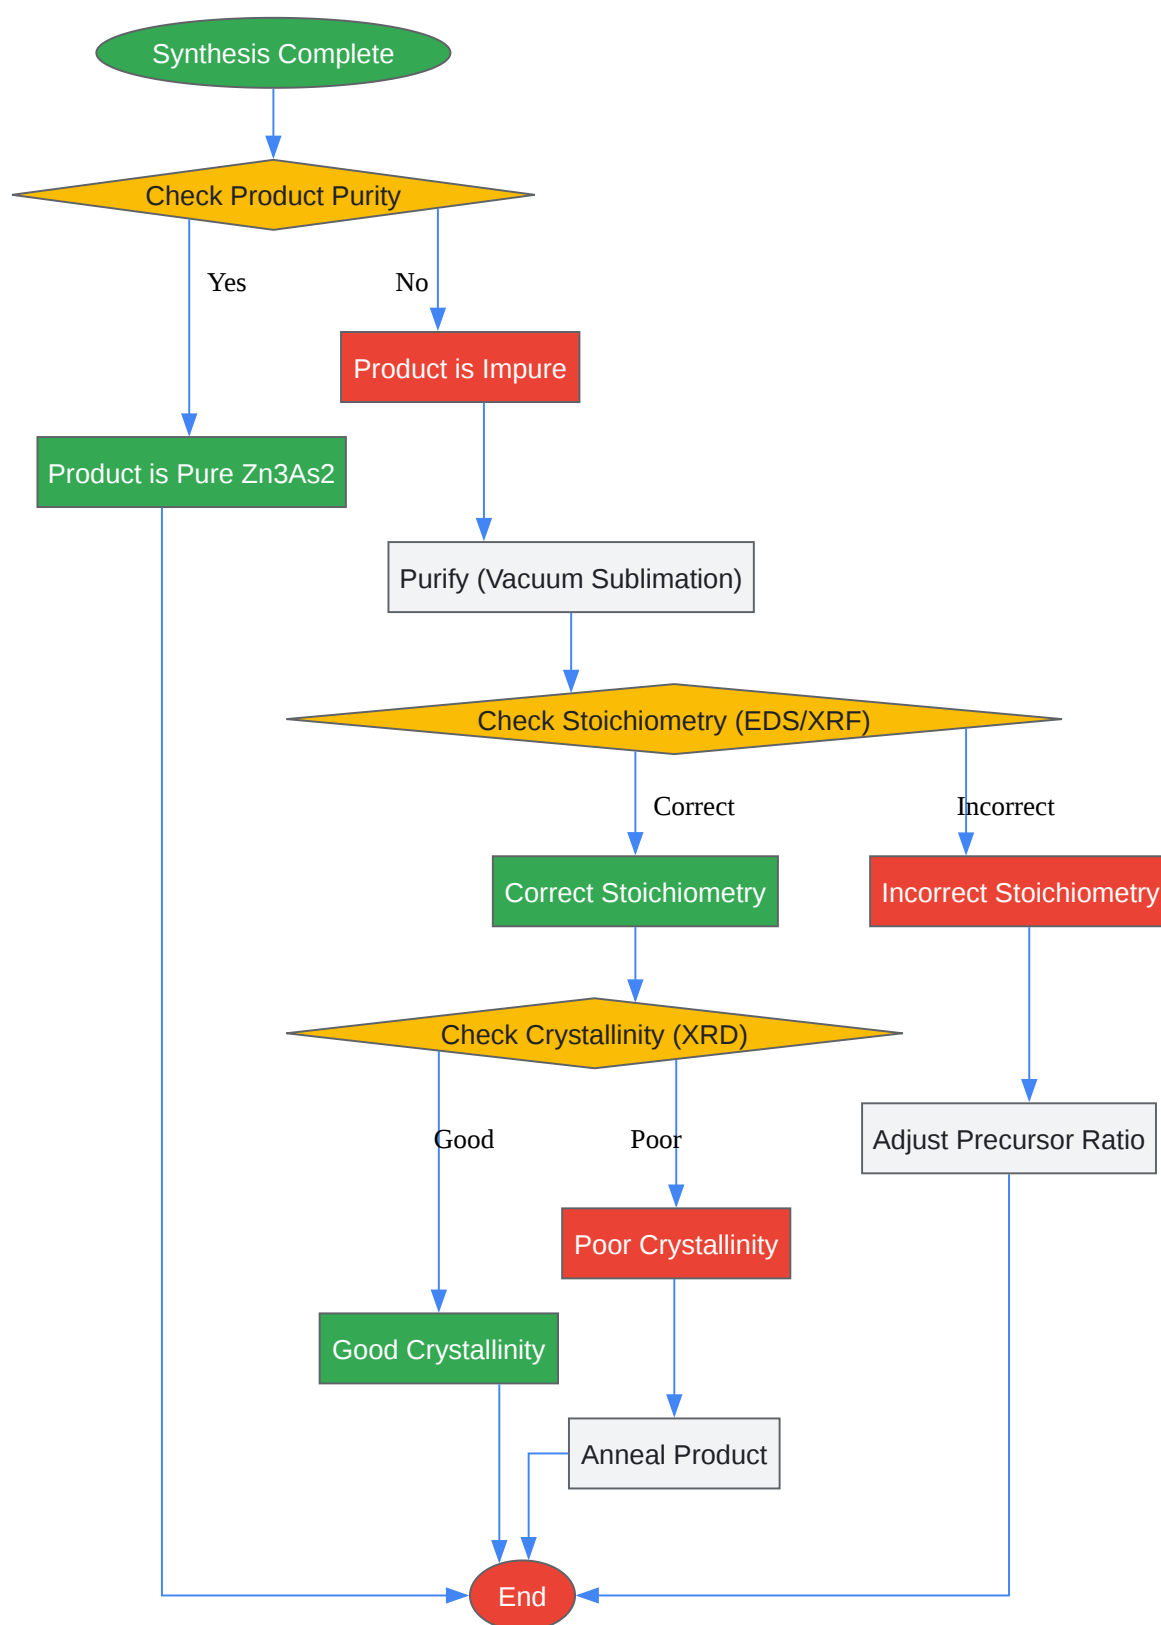 Synthesis Complete
Check Product Purity
Yes
No
Product is Impure
Product is Pure Zn3As2
Purify (Vacuum Sublimation)
Check Stoichiometry (EDS/XRF)
Correct
Incorrect
Correct Stoichiometry
Incorrect Stoichiometry
Check Crystallinity (XRD)
Good
Poor
Adjust Precursor Ratio
Poor Crystallinity
Good Crystallinity
Anneal Product
End